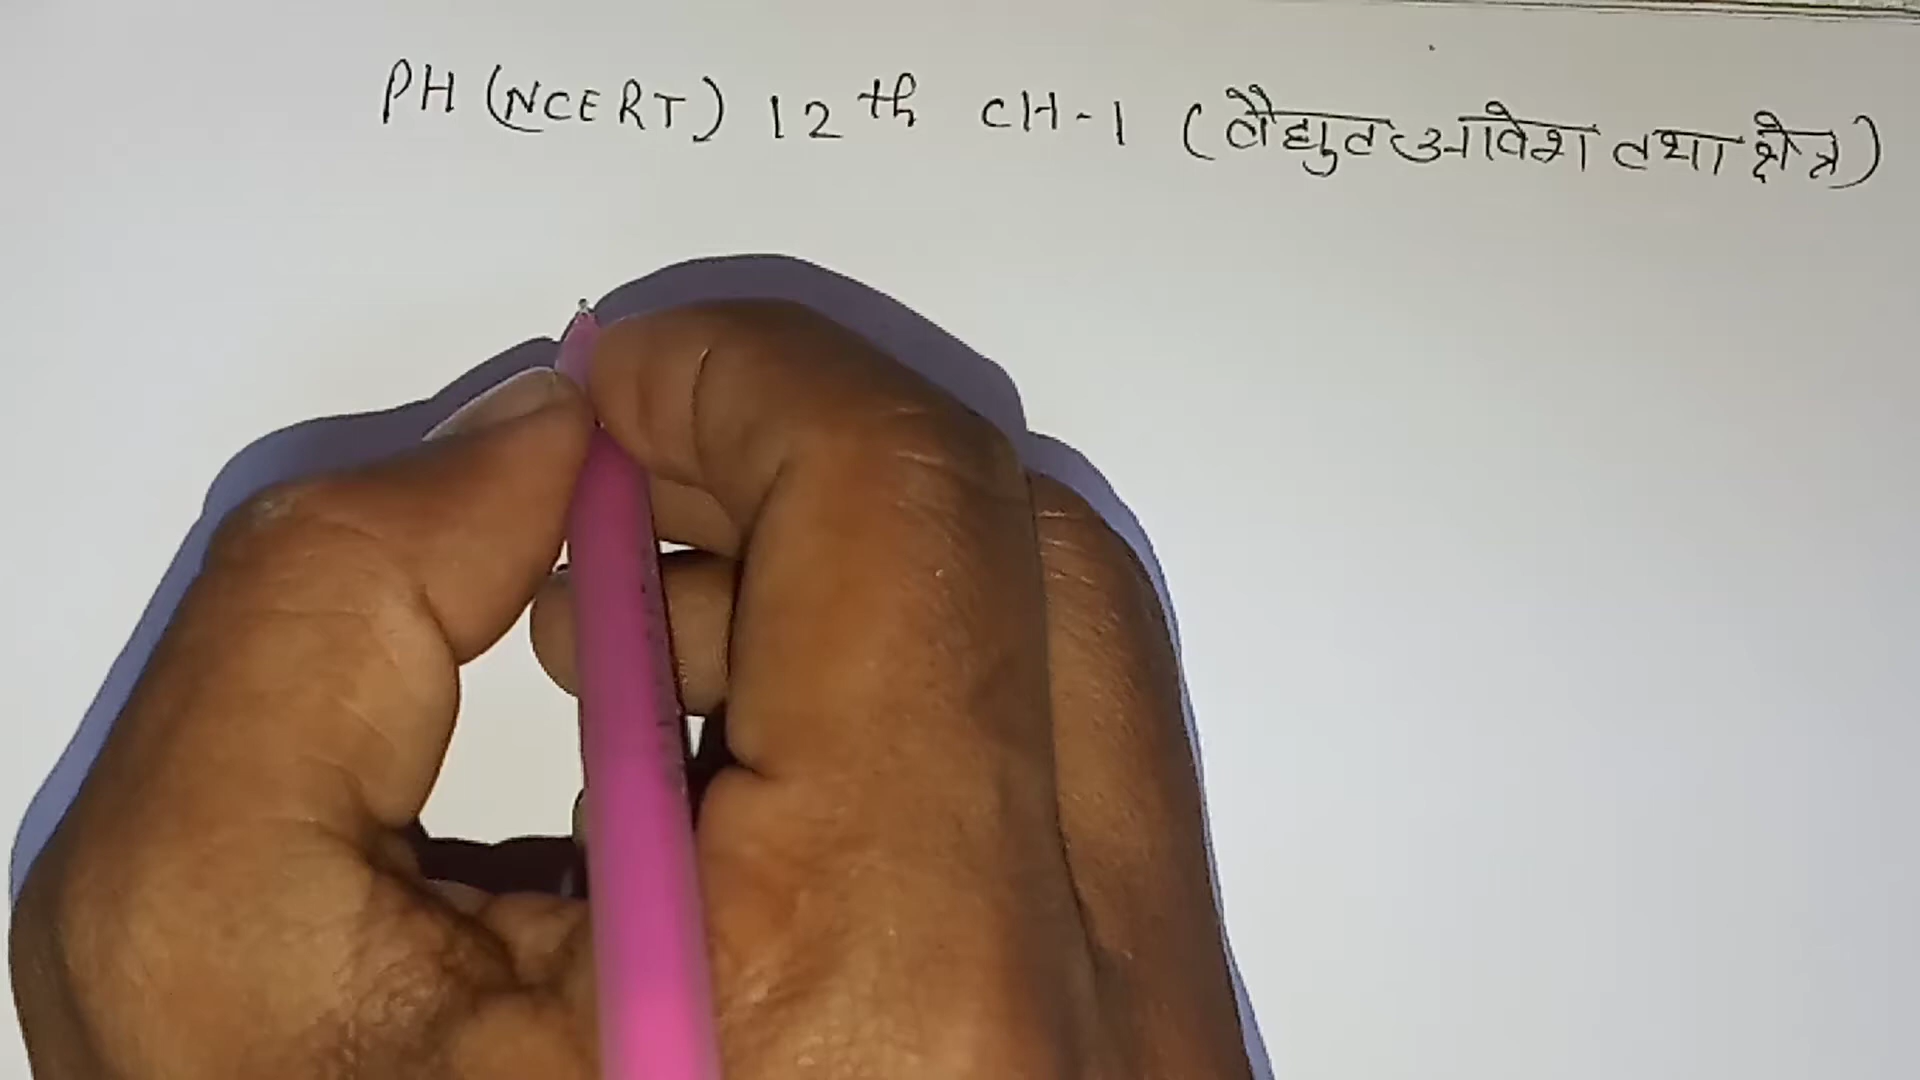 PH (NCERT) 12th CH-1 (वैद्युत आवेश तथा क्षेत्र)